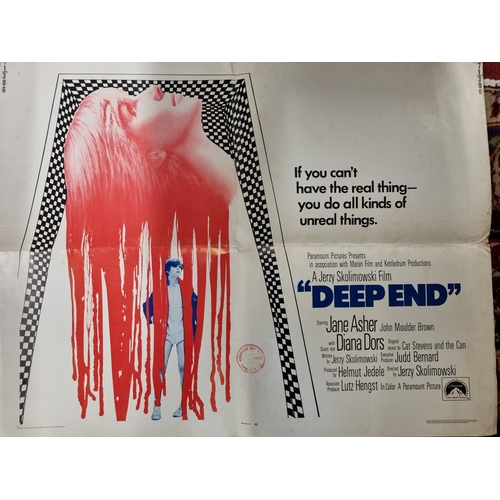 If you can't
have the real thing—
you do all kinds of
unreal things.
Paramount Pictures Presents
in association with Maran Film and Kettledrum Productions
A Jerzy Skolimowski Film
"DEEP END"
Starring Jane Asher John Moulder Brown
with Guest star Diana Dors Original music by Cat Stevens and the Can
Written by Jerzy Skolimowski Executive Producer Judd Bernard
Produced by Helmut Jedele Directed by Jerzy Skolimowski
Associate Producer Lutz Hengst In Color A Paramount Picture